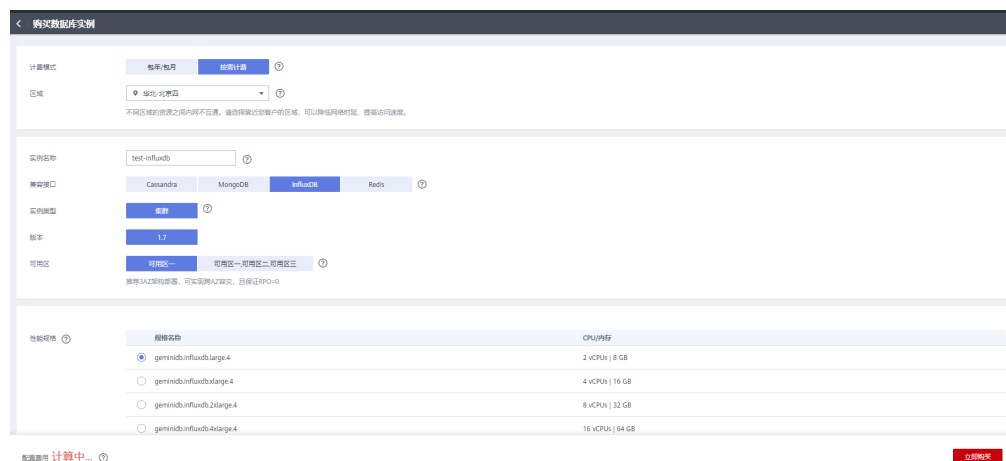 购买数据库实例
计费模式 包年/包月 按需计费
区域 华北-北京四
不同区域的资源之间内网不互通。请选择靠近您客户的区域，可以降低网络时延、提高访问速度。
实例名称 test-influxdb
兼容接口 Cassandra MongoDB InfluxDB Redis
实例类型 集群
版本 1.7
可用区 可用区一 可用区一,可用区二,可用区三
推荐3AZ架构部署，可实现跨AZ容灾，且保证RPO=0
性能规格 规格名称 CPU/内存
geminidb.influxdb.large.4 2 vCPUs | 8 GB
geminidb.influxdb.xlarge.4 4 vCPUs | 16 GB
geminidb.influxdb.2xlarge.4 8 vCPUs | 32 GB
geminidb.influxdb.4xlarge.4 16 vCPUs | 64 GB
配置费用 计算中... 立即购买